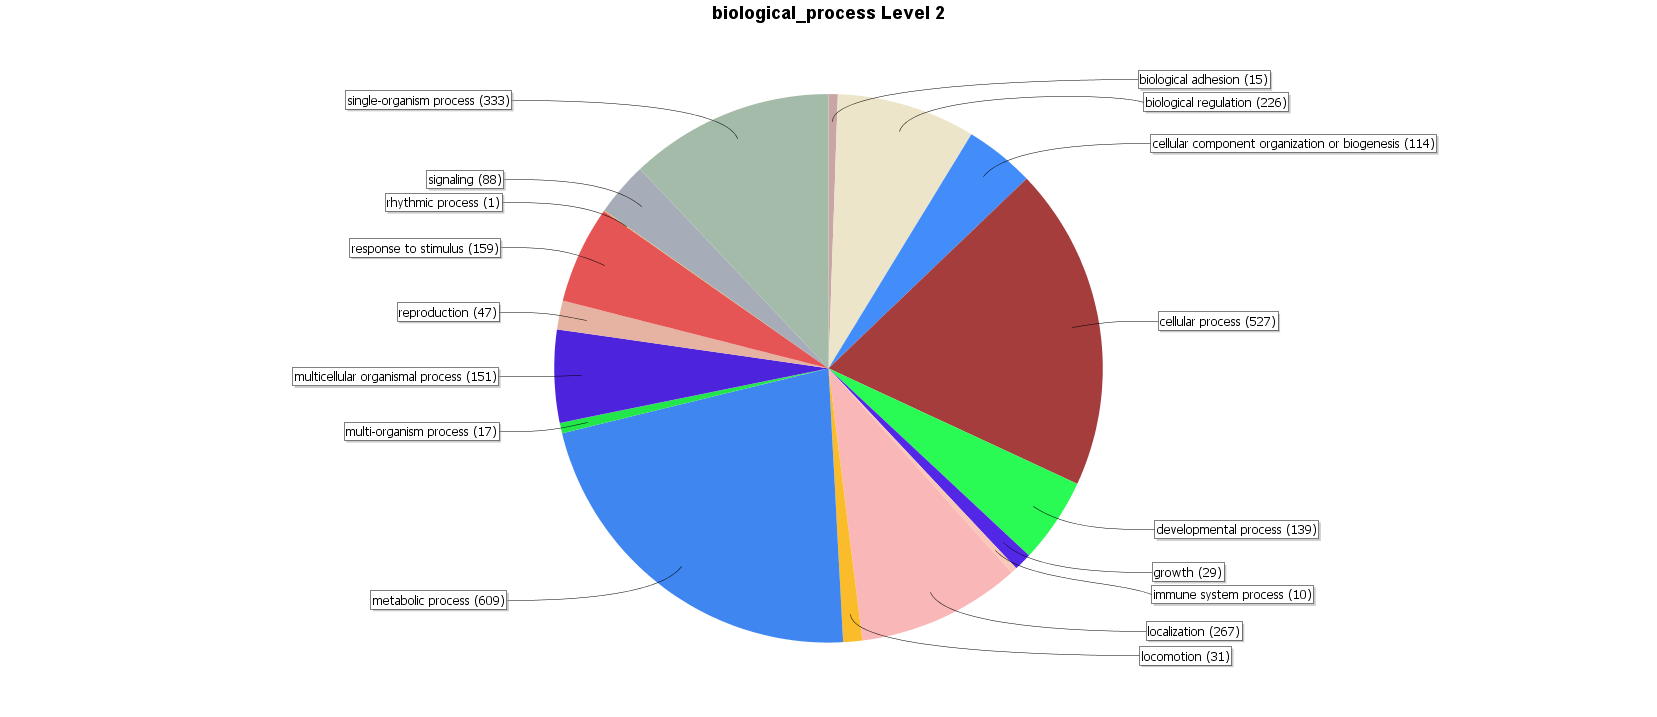 biological_process Level 2
biological adhesion (15)
biological regulation (226)
cellular component organization or biogenesis (114)
cellular process (527)
developmental process (139)
growth (29)
immune system process (10)
localization (267)
locomotion (31)
metabolic process (609)
multi-organism process (17)
multicellular organismal process (151)
reproduction (47)
response to stimulus (159)
rhythmic process (1)
signaling (88)
single-organism process (333)